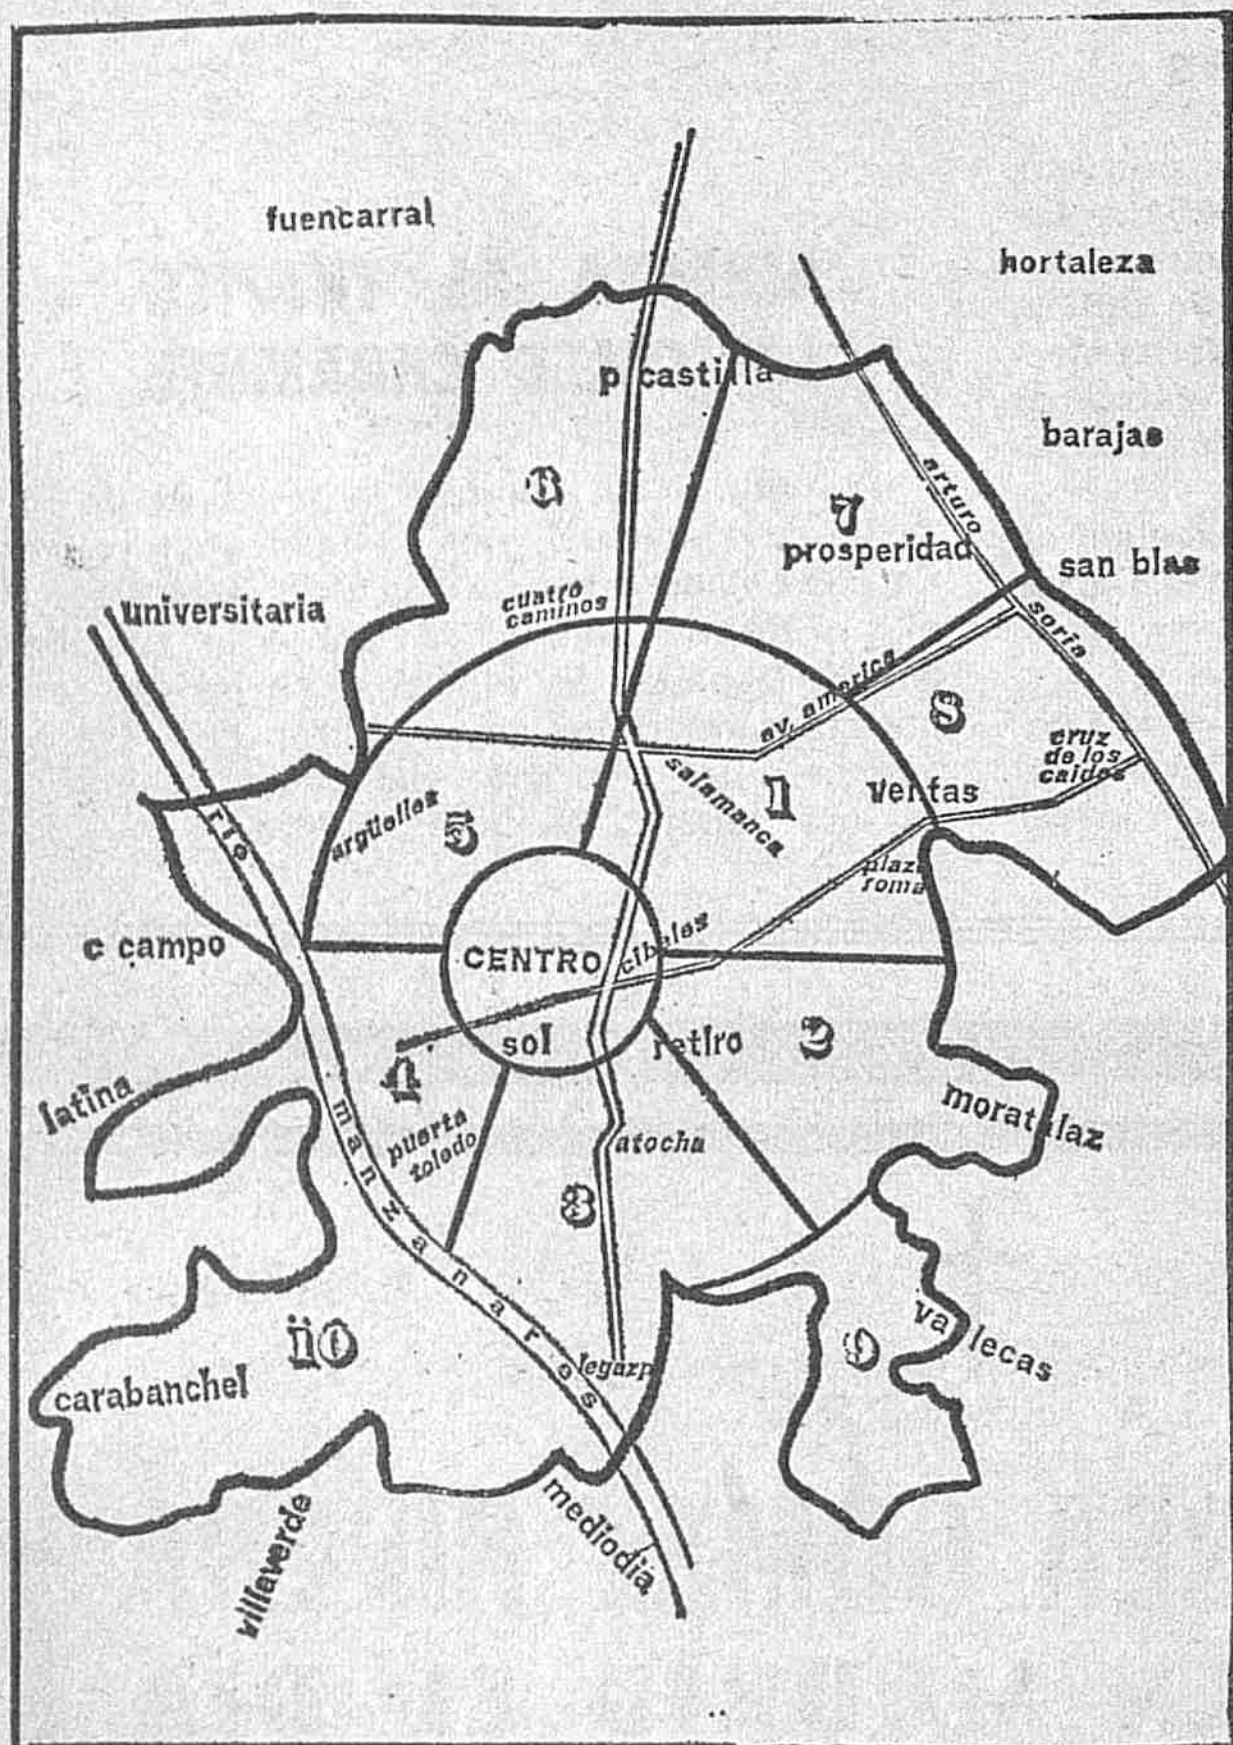 fuencarral
hortaleza
p castilla
barajas
6
arturo
7
prosperidad
san blas
universitaria
cuatro
caminos
soria
av. america
8
cruz
de los
caidos
salamanca
1
ventas
argüelles
5
rio
plaza
roma
c campo
CENTRO
cibeles
sol
retiro
2
4
latina
manzanares
puerta
toledo
atocha
moratalaz
3
vallecas
10
9
legazpi
carabanchel
villaverde
mediodia